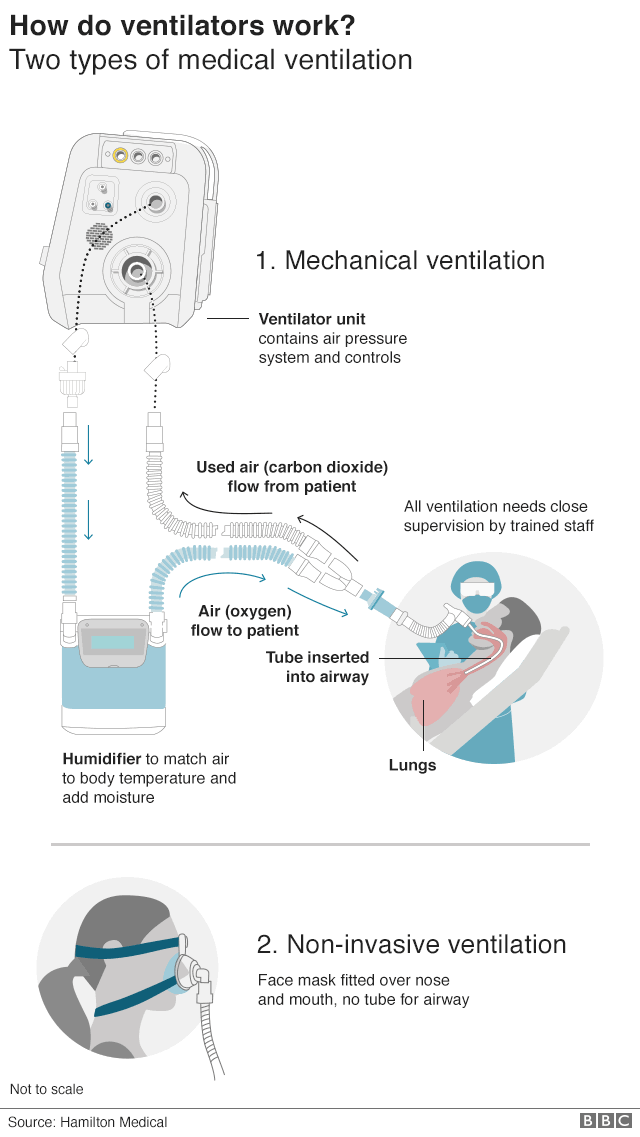 How do ventilators work?
Two types of medical ventilation
1. Mechanical ventilation
Ventilator unit
contains air pressure
system and controls
Used air (carbon dioxide)
flow from patient
All ventilation needs close
supervision by trained staff
Air (oxygen)
flow to patient
Tube inserted
into airway
Lungs
Humidifier to match air
to body temperature and
add moisture
2. Non-invasive ventilation
Face mask fitted over nose
and mouth, no tube for airway
Not to scale
Source: Hamilton Medical
BBC